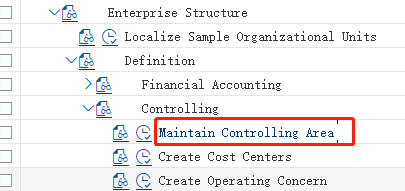 Enterprise Structure
Localize Sample Organizational Units
Definition
Financial Accounting
Controlling
Maintain Controlling Area
Create Cost Centers
Create Operating Concern